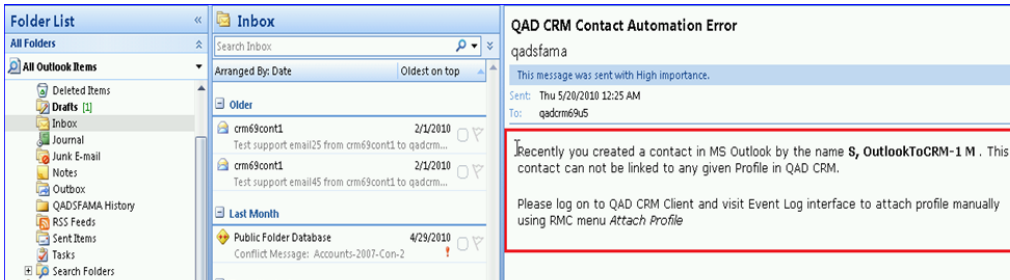 Folder List «
All Folders
All Outlook Items
Deleted Items
Drafts [1]
Inbox
Journal
Junk E-mail
Notes
Outbox
QADSFAMA History
RSS Feeds
Sent Items
Tasks
Search Folders
Inbox
Search Inbox
Arranged By: Date Oldest on top
Older
crm69cont1 2/1/2010
Test support email25 from crm69cont1 to qadcrm...
crm69cont1 2/1/2010
Test support email45 from crm69cont1 to qadcrm...
Last Month
Public Folder Database 4/29/2010
Conflict Message: Accounts-2007-Con-2
QAD CRM Contact Automation Error
qadsfama
This message was sent with High importance.
Sent: Thu 5/20/2010 12:25 AM
To: qadcrm69u5
Recently you created a contact in MS Outlook by the name S, OutlookToCRM-1 M . This
contact can not be linked to any given Profile in QAD CRM.
Please log on to QAD CRM Client and visit Event Log interface to attach profile manually
using RMC menu Attach Profile